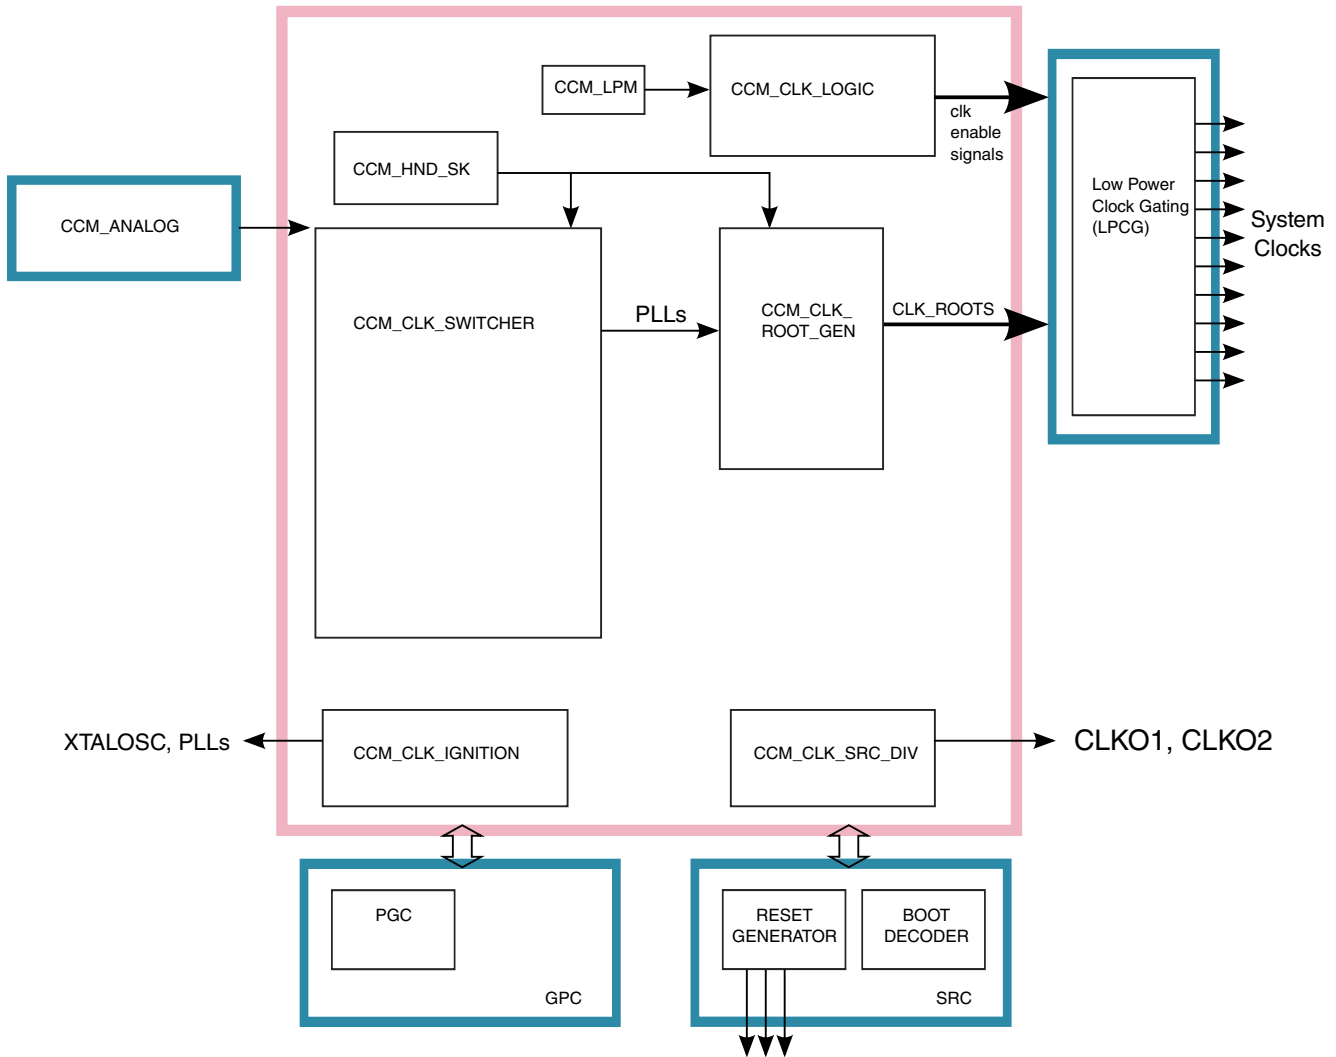 CCM_LPM
CCM_CLK_LOGIC
clk
enable
signals
CCM_HND_SK
CCM_ANALOG
Low Power
Clock Gating
(LPCG)
System
Clocks
CCM_CLK_SWITCHER
PLLs
CCM_CLK_
ROOT_GEN
CLK_ROOTS
XTALOSC, PLLs
CCM_CLK_IGNITION
CCM_CLK_SRC_DIV
CLKO1, CLKO2
PGC
GPC
RESET
GENERATOR
BOOT
DECODER
SRC